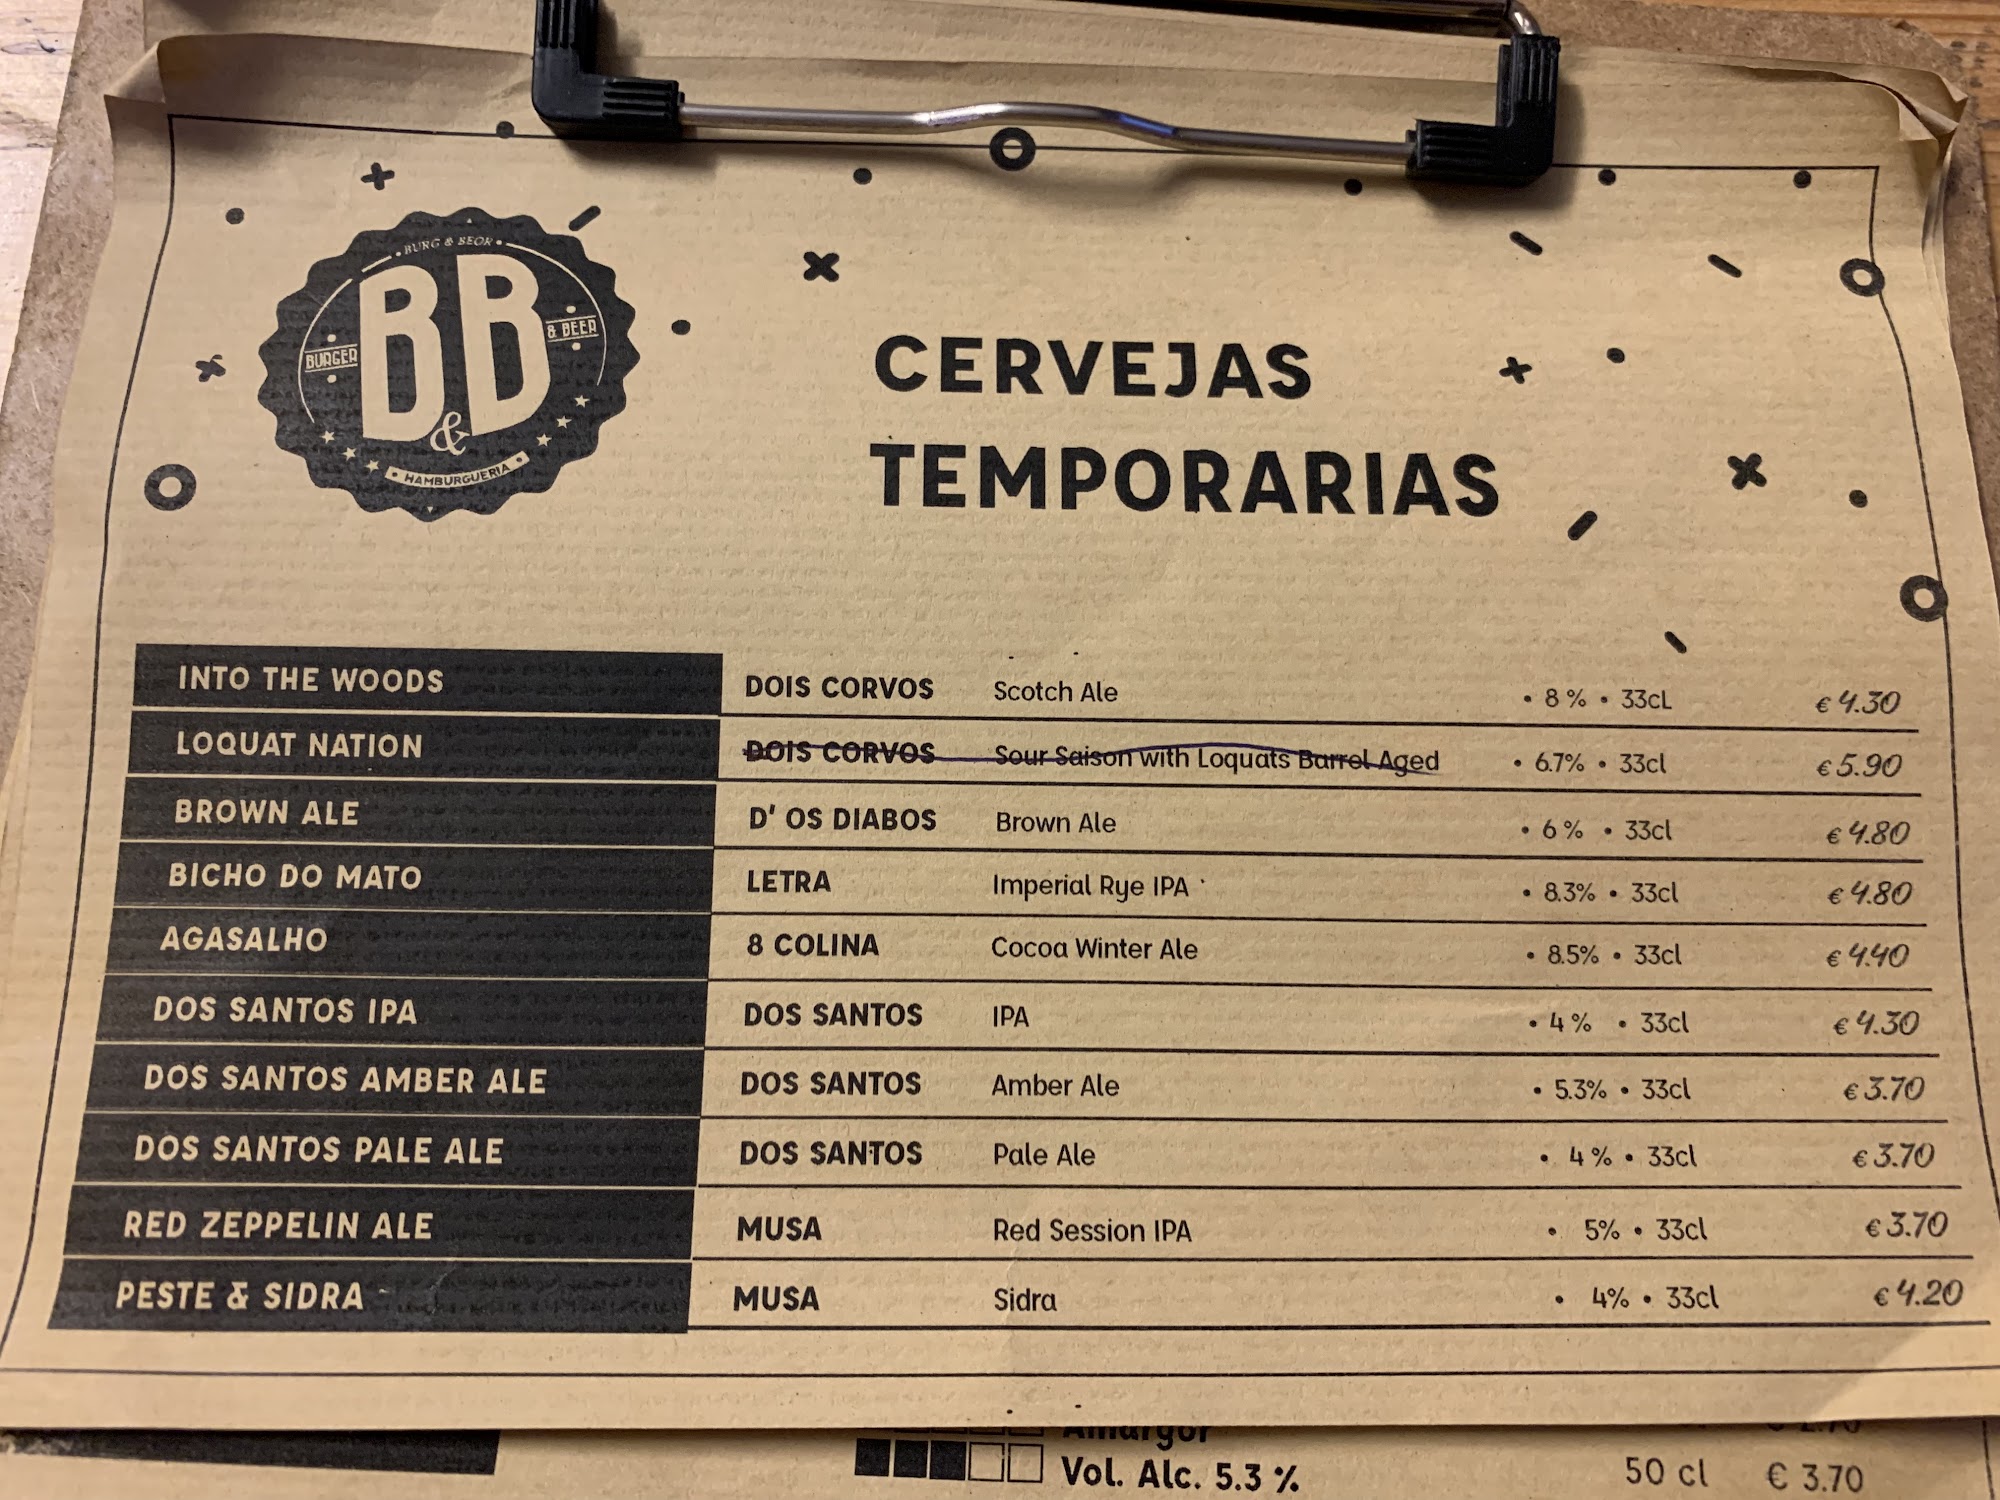 BURG & BEOR
BURGER
B&B
& BEER
HAMBURGUERIA
CERVEJAS
TEMPORARIAS
INTO THE WOODS DOIS CORVOS Scotch Ale • 8% • 33cL €4.30
LOQUAT NATION DOIS CORVOS Sour Saison with Loquats Barrel Aged • 6.7% • 33cl €5.90
BROWN ALE D' OS DIABOS Brown Ale • 6% • 33cl €4.80
BICHO DO MATO LETRA Imperial Rye IPA • 8.3% • 33cl €4.80
AGASALHO 8 COLINA Cocoa Winter Ale • 8.5% • 33cl €4.40
DOS SANTOS IPA DOS SANTOS IPA • 4% • 33cl €4.30
DOS SANTOS AMBER ALE DOS SANTOS Amber Ale • 5.3% • 33cl €3.70
DOS SANTOS PALE ALE DOS SANTOS Pale Ale • 4% • 33cl €3.70
RED ZEPPELIN ALE MUSA Red Session IPA • 5% • 33cl €3.70
PESTE & SIDRA MUSA Sidra • 4% • 33cl €4.20
Amargor
Vol. Alc. 5.3 % 50 cl € 3.70